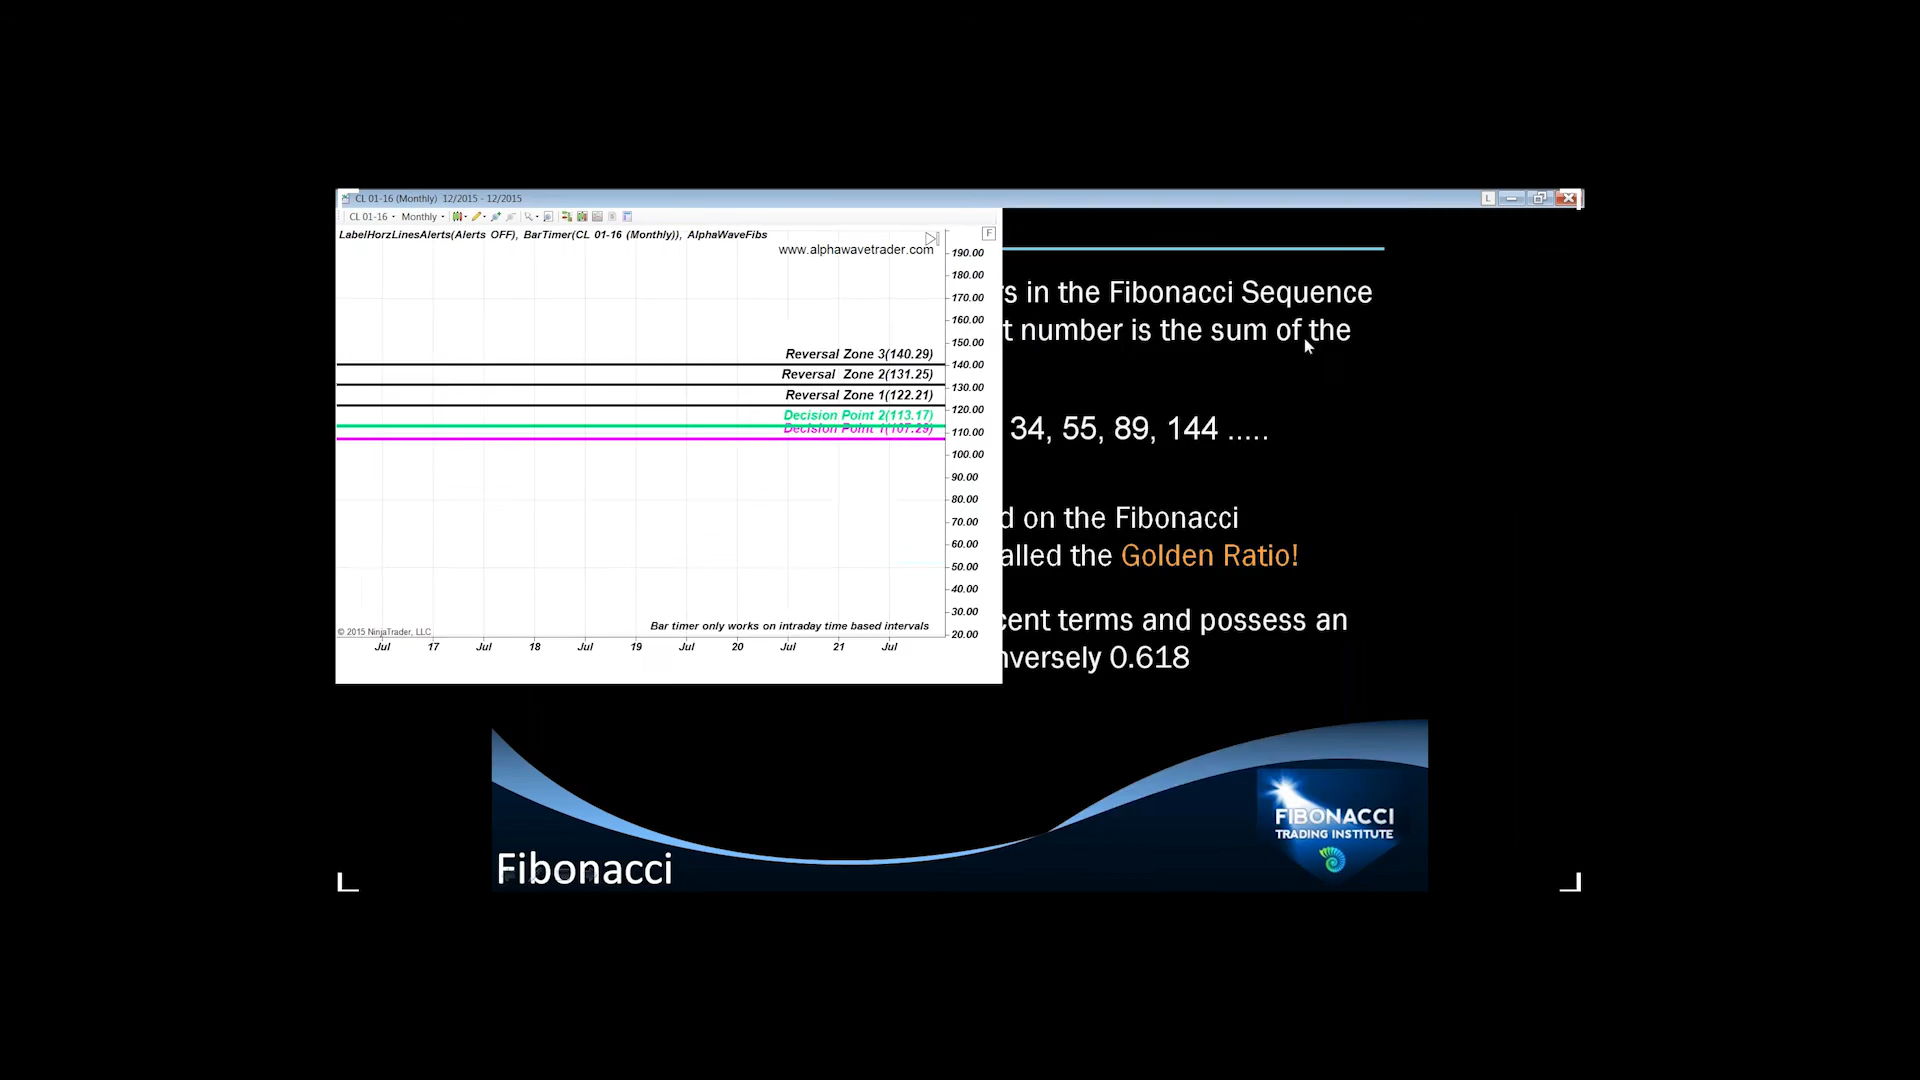 CL 01-16 (Monthly) 12/2015 - 12/2015
L
CL 01-16 Monthly
LabelHorzLinesAlerts(Alerts OFF), BarTimer(CL 01-16 (Monthly)), AlphaWaveFibs
F
www.alphawavetrader.com
190.00
180.00
170.00
160.00
150.00
140.00
130.00
120.00
110.00
100.00
90.00
80.00
70.00
60.00
50.00
40.00
30.00
20.00
Reversal Zone 3(140.29)
Reversal Zone 2(131.25)
Reversal Zone 1(122.21)
Decision Point 2(113.17)
Decision Point 1(107.29)
Bar timer only works on intraday time based intervals
© 2015 NinjaTrader, LLC
Jul 17 Jul 18 Jul 19 Jul 20 Jul 21 Jul
s in the Fibonacci Sequence
t number is the sum of the
34, 55, 89, 144 .....
d on the Fibonacci
alled the Golden Ratio!
cent terms and possess an
nversely 0.618
Fibonacci
FIBONACCI
TRADING INSTITUTE